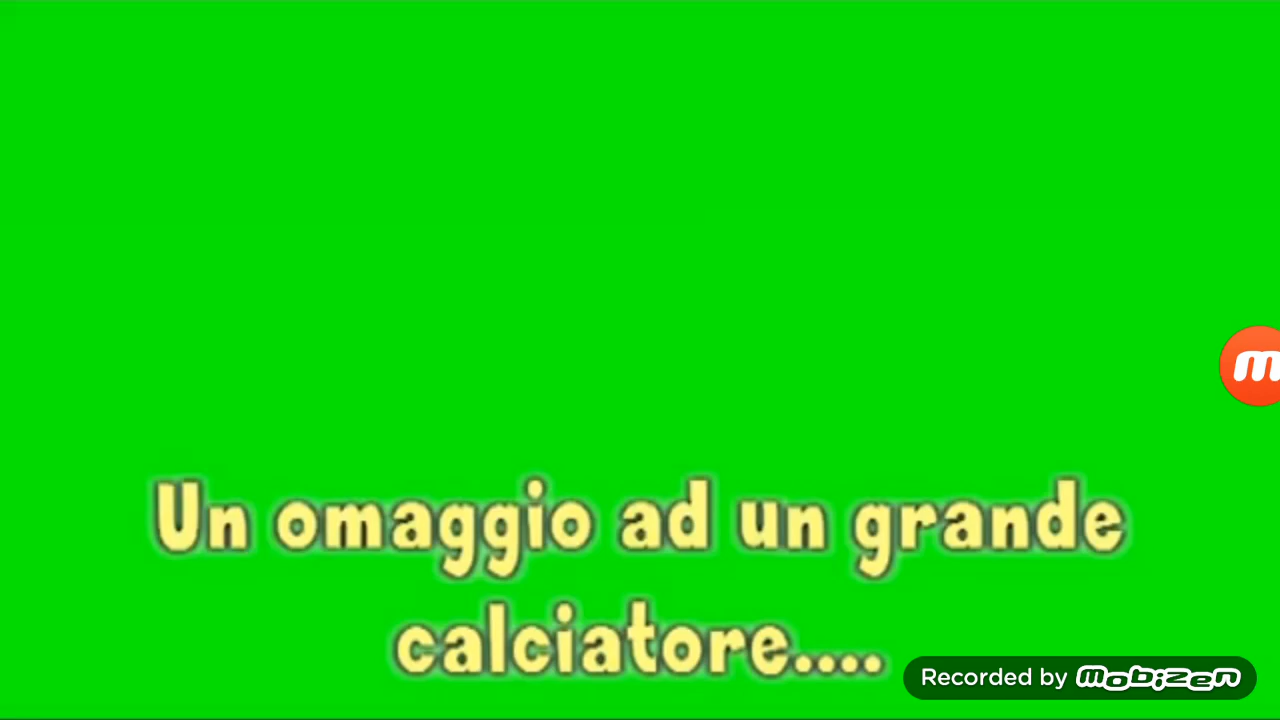 m
Un omaggio ad un grande
calciatore....
Recorded by mobizen